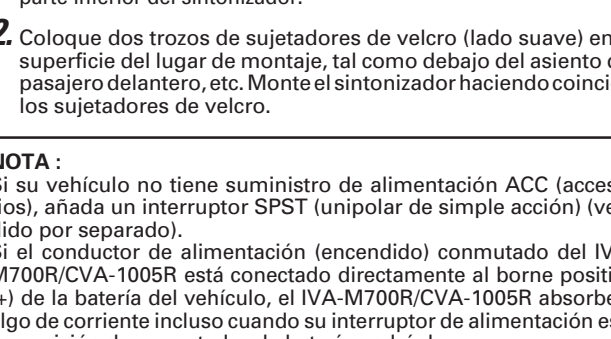 parte inferior del sintonizador.
2. Coloque dos trozos de sujetadores de velcro (lado suave) en
superficie del lugar de montaje, tal como debajo del asiento d
pasajero delantero, etc. Monte el sintonizador haciendo coinci
los sujetadores de velcro.
NOTA :
Si su vehículo no tiene suministro de alimentación ACC (acces
ios), añada un interruptor SPST (unipolar de simple acción) (ve
dido por separado).
Si el conductor de alimentación (encendido) conmutado del IV
M700R/CVA-1005R está conectado directamente al borne positi
+) de la batería del vehículo, el IVA-M700R/CVA-1005R absorbe
lgo de corriente incluso cuando su interruptor de alimentación es